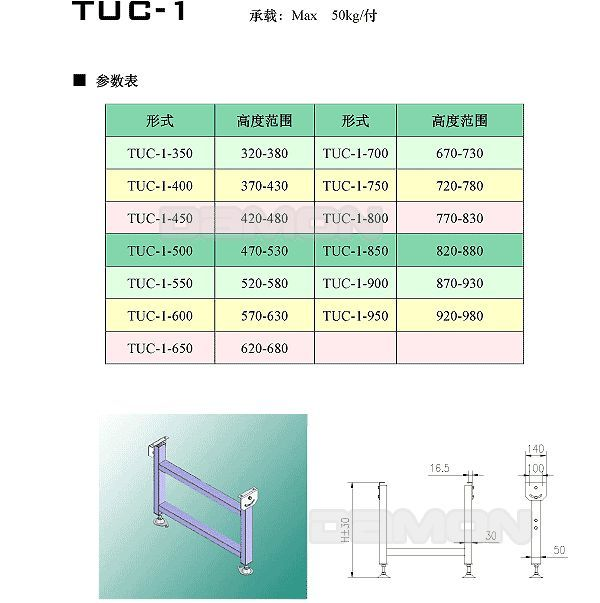 TUC-1 承载: Max 50kg/付
■ 参数表
形式 高度范围 形式 高度范围
TUC-1-350 320-380 TUC-1-700 670-730
TUC-1-400 370-430 TUC-1-750 720-780
TUC-1-450 420-480 TUC-1-800 770-830
TUC-1-500 470-530 TUC-1-850 820-880
TUC-1-550 520-580 TUC-1-900 870-930
TUC-1-600 570-630 TUC-1-950 920-980
TUC-1-650 620-680
DAMON
140
16.5 100
H±30 DAMON 30 50